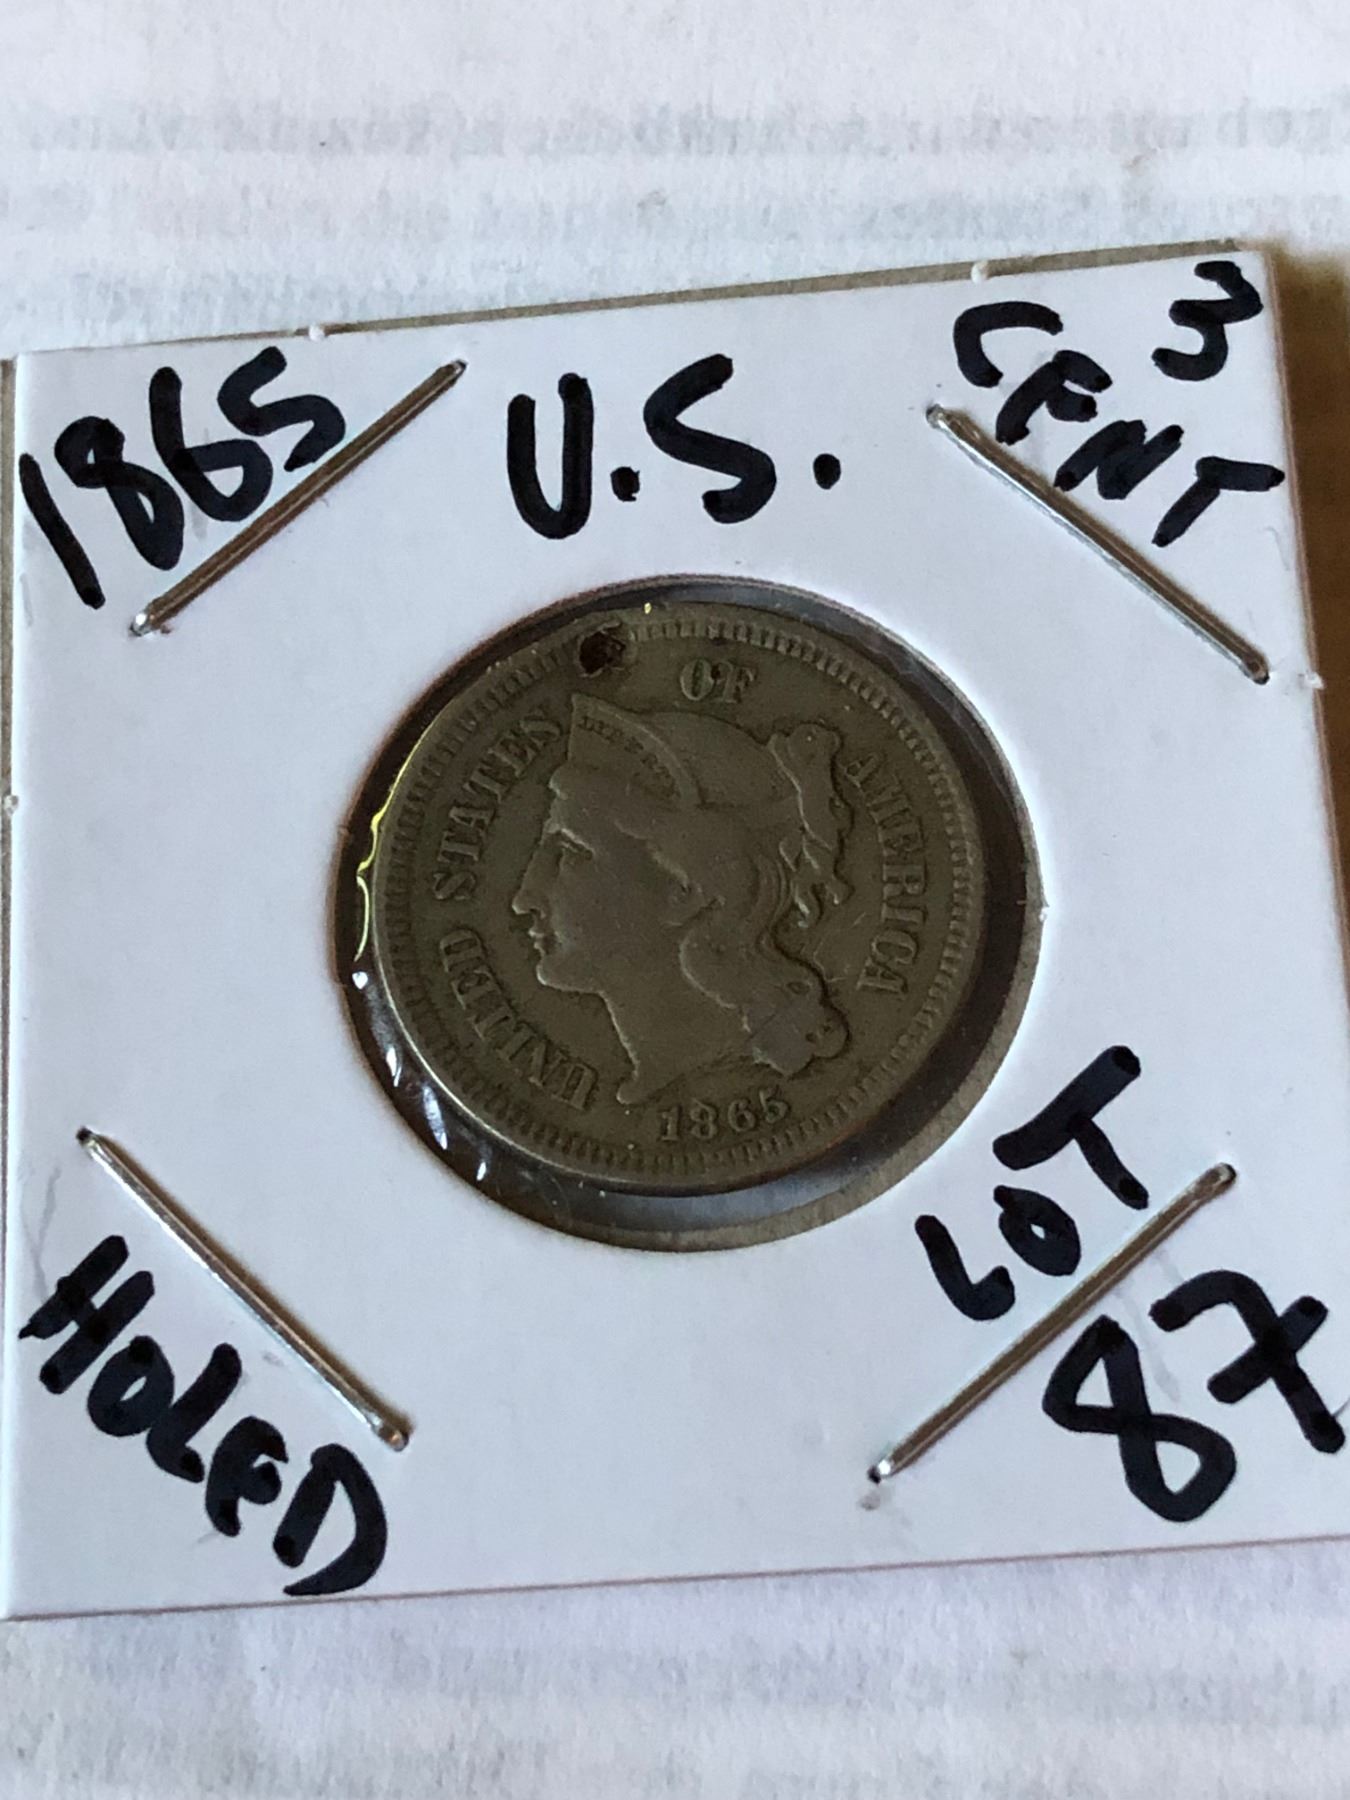 1865
U.S.
3
CENT
UNITED STATES OF AMERICA
LIBERTY
1865
HOLED
LOT
87